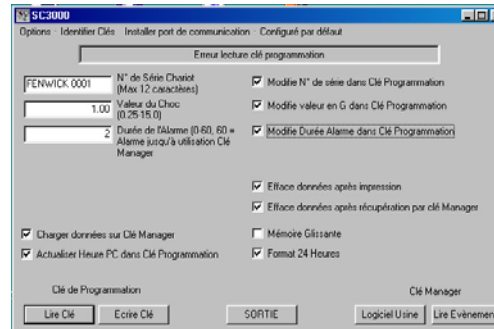 SC3000
Options Identifier Clés Installer port de communication Configuré par défault
Erreur lecture clé programmation
FENWICK 0001
N° de Série Chariot
(Max 12 caractères)
1.00
Valeur du Choc
(0.25-15.0)
2
Durée de l'Alarme (0-60, 60 =
Alarme jusqu'à utilisation Clé
Manager
Modifie N° de série dans Clé Programmation
Modifie valeur en G dans Clé Programmation
Modifie Durée Alarme dans Clé Programmation
Efface données après impression
Efface données après récupération par clé Manager
Charger données sur Clé Manager
Mémoire Glissante
Actualiser Heure PC dans Clé Programmation
Format 24 Heures
Clé de Programmation
Clé Manager
Lire Clé
Ecrire Clé
SORTIE
Logiciel Usine
Lire Evènemen